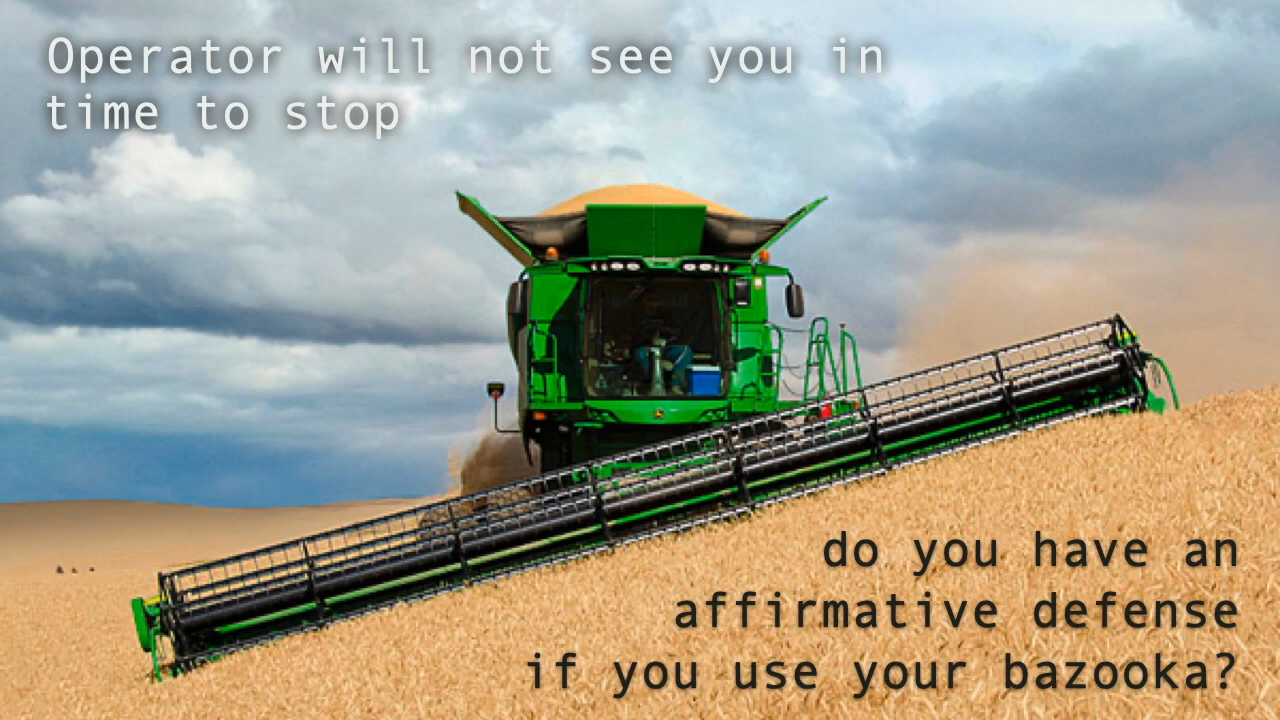 Operator will not see you in
time to stop
do you have an
affirmative defense
if you use your bazooka?